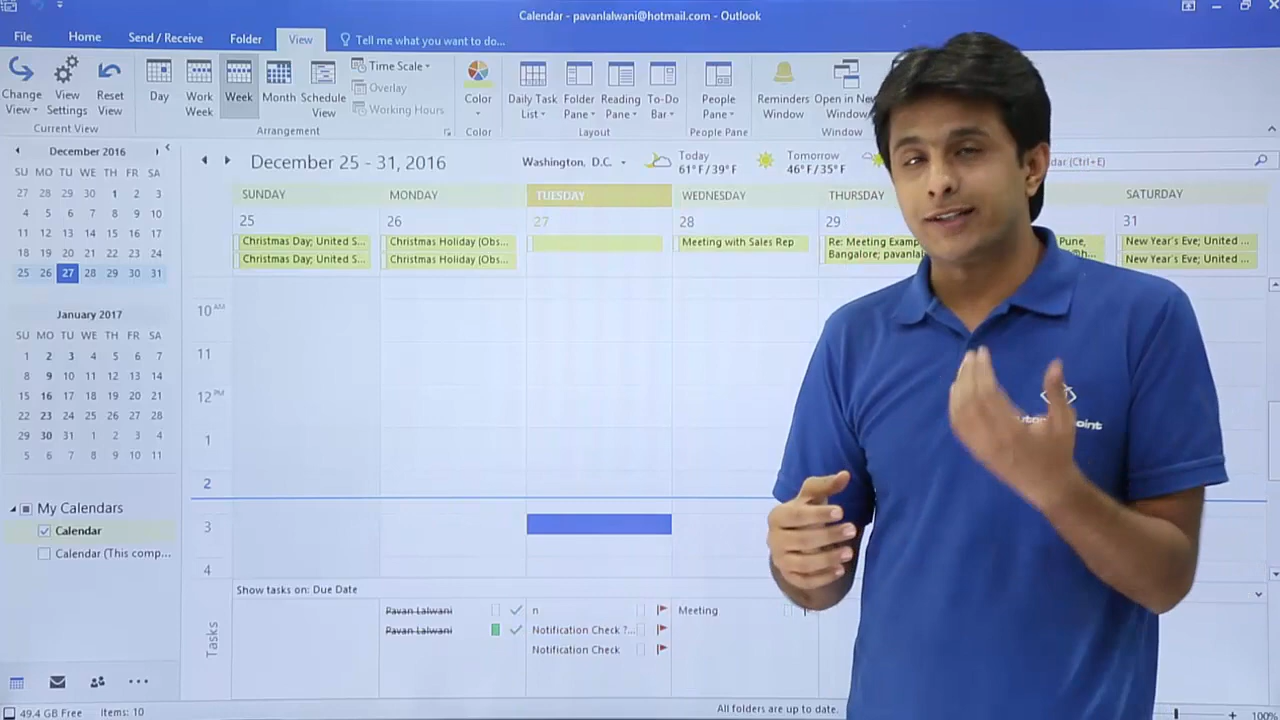 Calendar - pavanlalwani@hotmail.com - Outlook
File Home Send / Receive Folder View Tell me what you want to do...
Change View View Settings Reset View
Current View
Day Work Week Week Month Schedule View
Time Scale
Overlay
Working Hours
Arrangement
Color
Color
Daily Task List Folder Pane Reading Pane To-Do Bar
Layout
People Pane
People Pane
Reminders Window Open in New Window
Window
December 2016
SU MO TU WE TH FR SA
27 28 29 30 1 2 3
4 5 6 7 8 9 10
11 12 13 14 15 16 17
18 19 20 21 22 23 24
25 26 27 28 29 30 31
January 2017
SU MO TU WE TH FR SA
1 2 3 4 5 6 7
8 9 10 11 12 13 14
15 16 17 18 19 20 21
22 23 24 25 26 27 28
29 30 31 1 2 3 4
5 6 7 8 9 10 11
My Calendars
Calendar
Calendar (This comp...
December 25 - 31, 2016
Washington, D.C.
Today
61°F/39°F
Tomorrow
46°F/35°F
(Ctrl+E)
SUNDAY MONDAY TUESDAY WEDNESDAY THURSDAY SATURDAY
25 26 27 28 29 31
Christmas Day; United S...
Christmas Day; United S...
Christmas Holiday (Obs...
Christmas Holiday (Obs...
Meeting with Sales Rep
Re: Meeting Examp
Bangalore; pavanlal
Pune,
New Year's Eve; United ...
New Year's Eve; United ...
10 AM
11
12 PM
1
2
3
4
Show tasks on: Due Date
Tasks
Pavan Lalwani
Pavan Lalwani
n
Notification Check ?...
Notification Check
Meeting
49.4 GB Free Items: 10
All folders are up to date.
100%